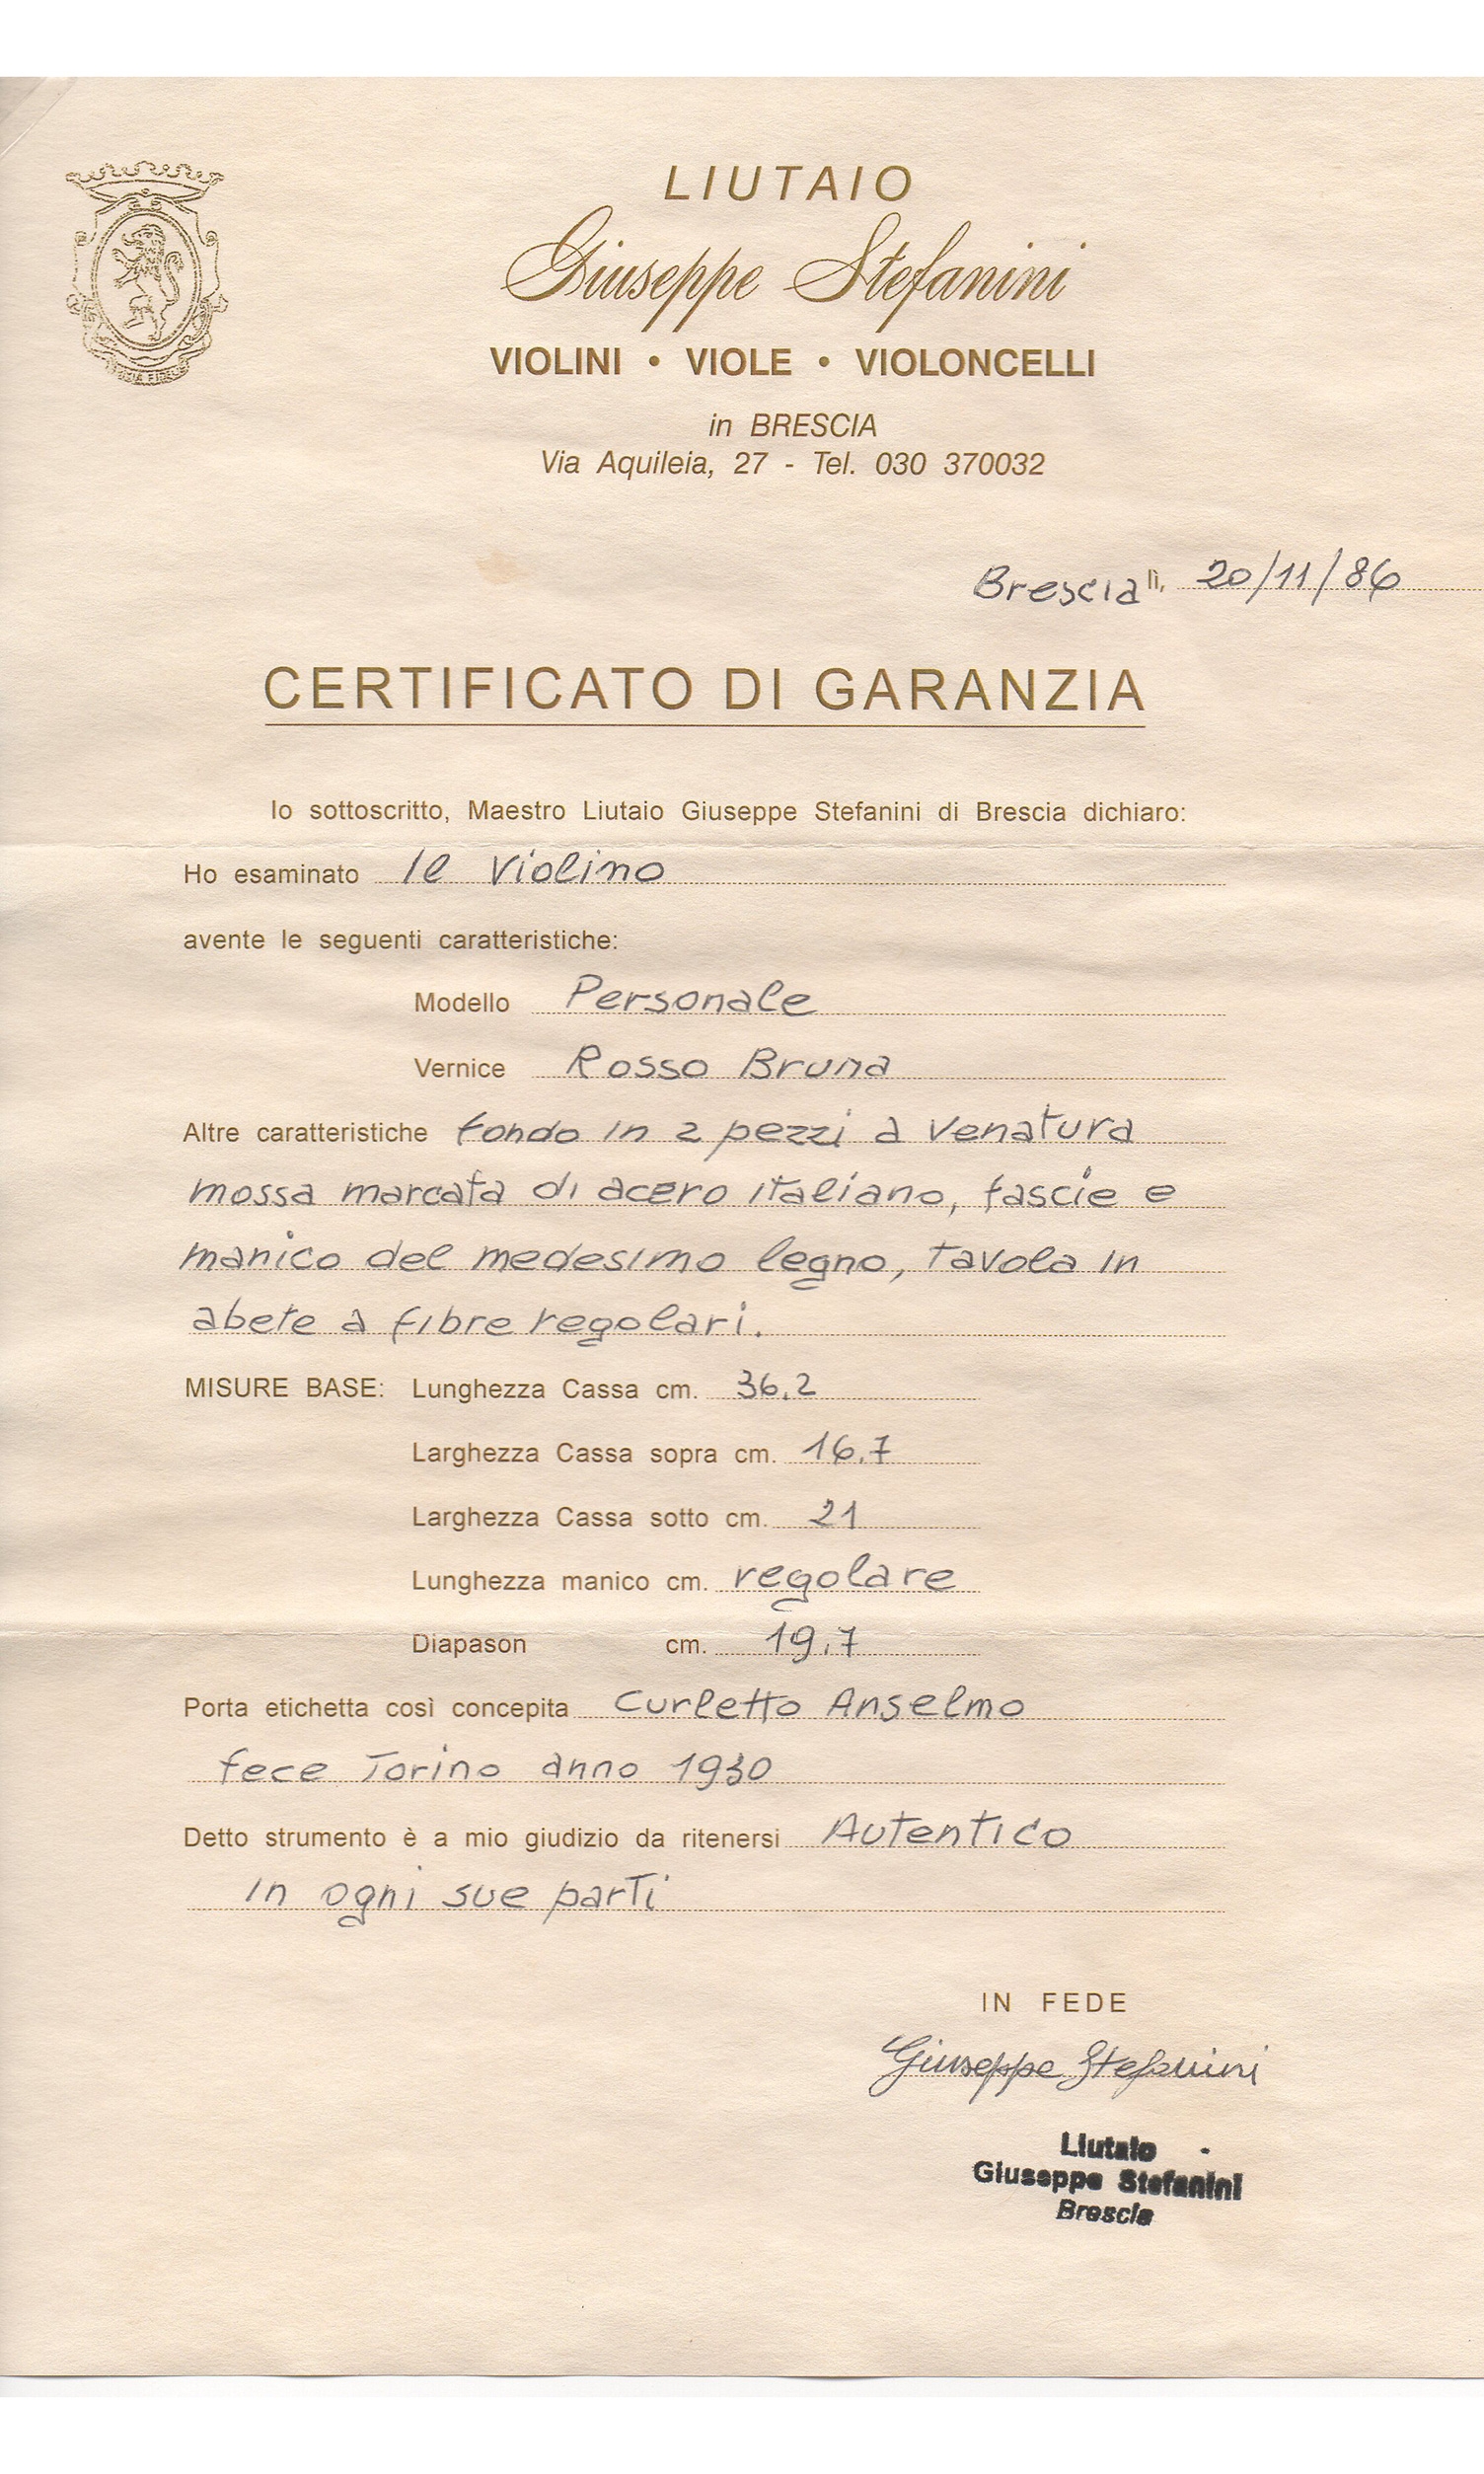 LIUTAIO
Giuseppe Stefanini
VIOLINI • VIOLE • VIOLONCELLI
in BRESCIA
Via Aquileia, 27 - Tel. 030 370032
Brescia lì, 20/11/86
CERTIFICATO DI GARANZIA
Io sottoscritto, Maestro Liutaio Giuseppe Stefanini di Brescia dichiaro:
Ho esaminato Il Violino
avente le seguenti caratteristiche:
Modello Personale
Vernice Rosso Bruna
Altre caratteristiche fondo in 2 pezzi a venatura
mossa marcata di acero italiano, fascie e
manico del medesimo legno, Tavola in
abete a fibre regolari.
MISURE BASE: Lunghezza Cassa cm. 36,2
Larghezza Cassa sopra cm. 16,7
Larghezza Cassa sotto cm. 21
Lunghezza manico cm. regolare
Diapason cm. 19,7
Porta etichetta così concepita Curletto Anselmo
fece Torino anno 1930
Detto strumento è a mio giudizio da ritenersi Autentico
in ogni sue parti
IN FEDE
Giuseppe Stefanini
Liutaio
Giuseppe Stefanini
Brescia